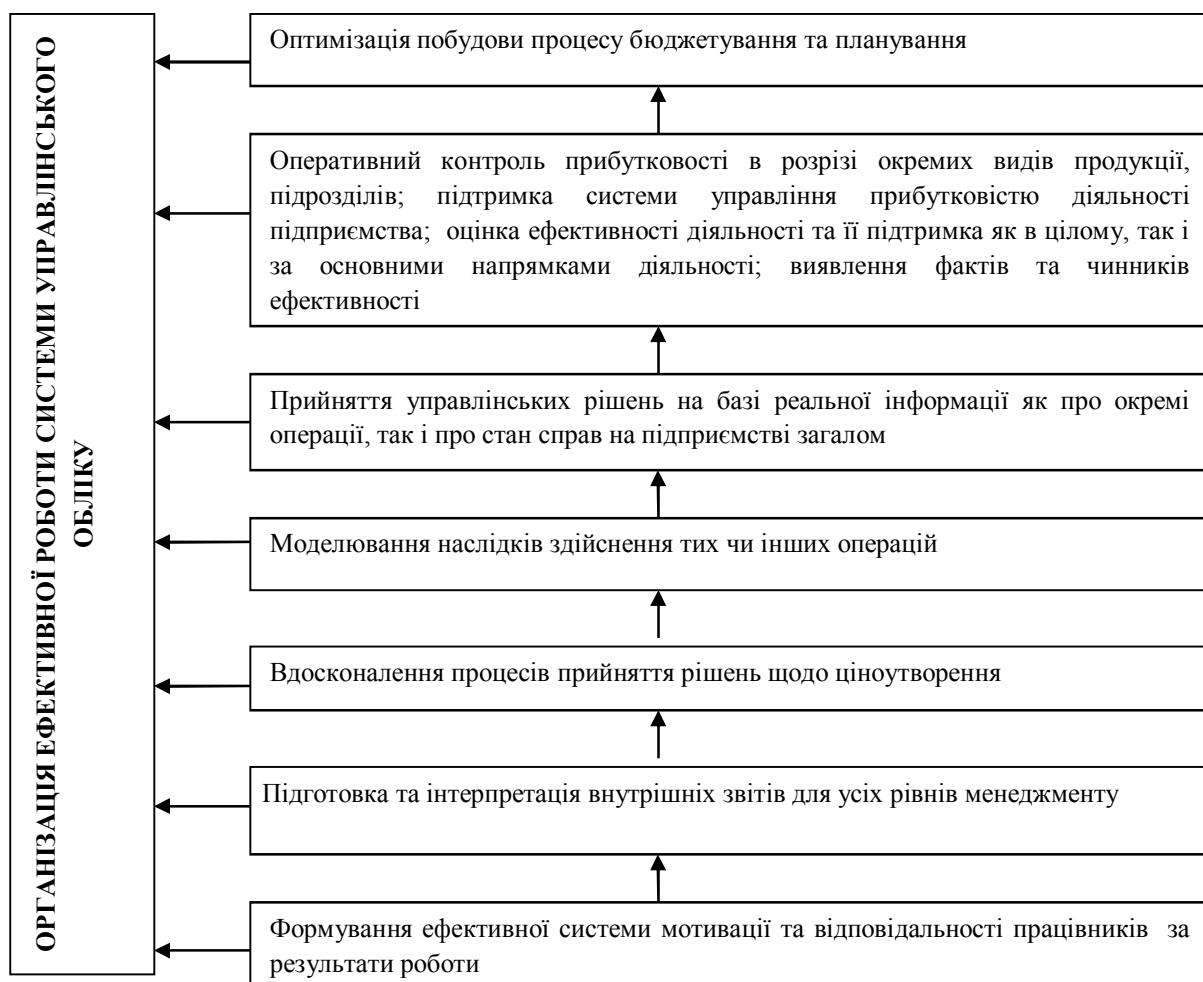 ОРГАНІЗАЦІЯ ЕФЕКТИВНОЇ РОБОТИ СИСТЕМИ УПРАВЛІНСЬКОГО
ОБЛІКУ
Оптимізація побудови процесу бюджетування та планування
Оперативний контроль прибутковості в розрізі окремих видів продукції,
підрозділів; підтримка системи управління прибутковістю діяльності
підприємства; оцінка ефективності діяльності та її підтримка як в цілому, так і
за основними напрямками діяльності; виявлення фактів та чинників
ефективності
Прийняття управлінських рішень на базі реальної інформації як про окремі
операції, так і про стан справ на підприємстві загалом
Моделювання наслідків здійснення тих чи інших операцій
Вдосконалення процесів прийняття рішень щодо ціноутворення
Підготовка та інтерпретація внутрішніх звітів для усіх рівнів менеджменту
Формування ефективної системи мотивації та відповідальності працівників за
результати роботи